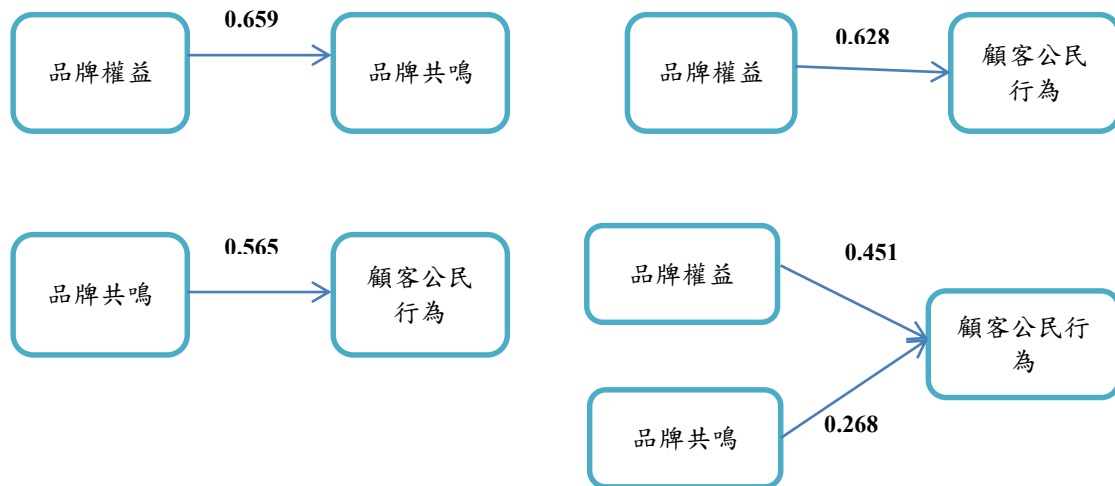 0.659
品牌權益
品牌共鳴
0.628
品牌權益
顧客公民
行為
0.565
品牌共鳴
顧客公民
行為
0.451
品牌權益
顧客公民行
為
品牌共鳴
0.268